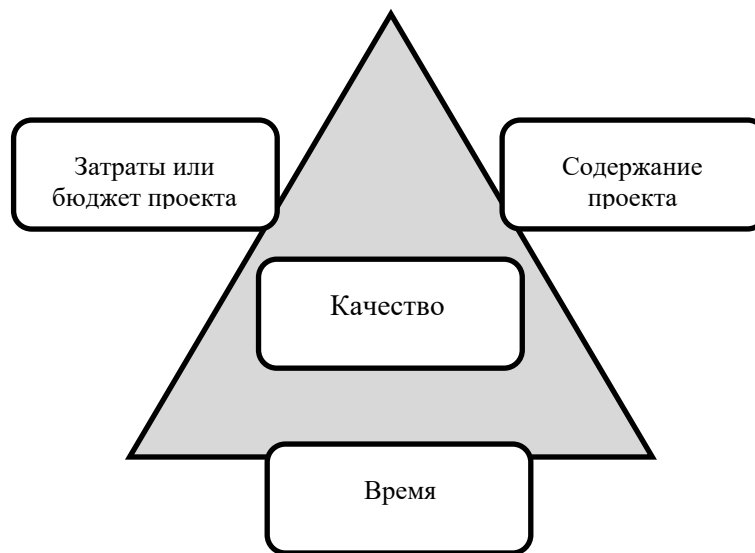 Затраты или
бюджет проекта
Содержание
проекта
Качество
Время